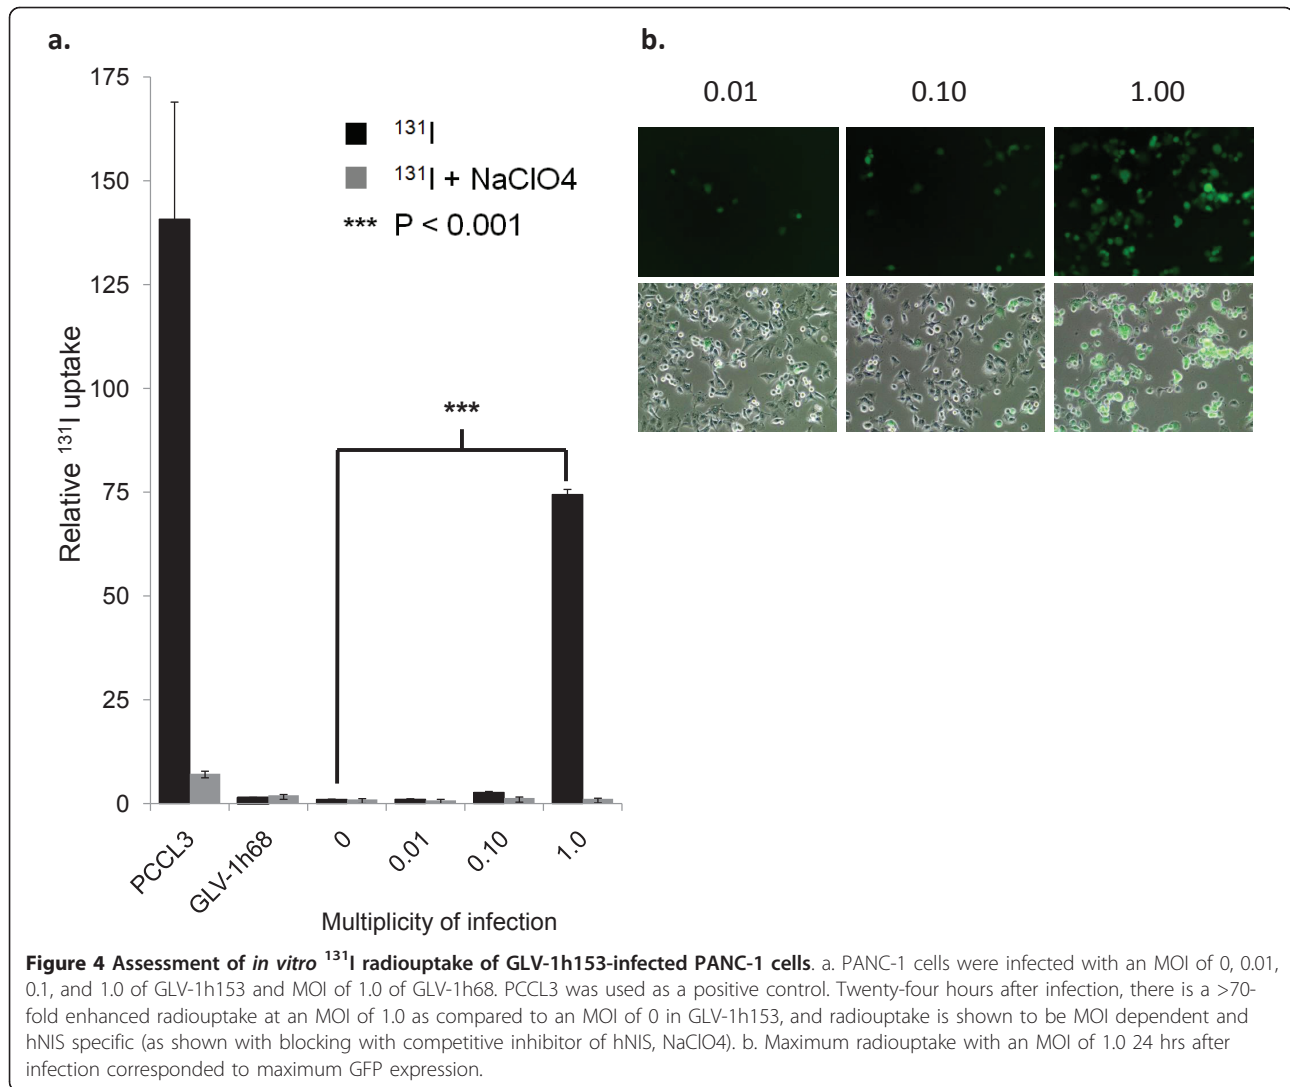 a.
175
150
125
100
75
50
25
0
Relative ¹³¹I uptake
¹³¹I
¹³¹I + NaClO4
*** P < 0.001
***
PCCL3
GLV-1h68
0
0.01
0.10
1.0
Multiplicity of infection
b.
0.01 0.10 1.00
Figure 4 Assessment of in vitro ¹³¹I radiouptake of GLV-1h153-infected PANC-1 cells. a. PANC-1 cells were infected with an MOI of 0, 0.01,
0.1, and 1.0 of GLV-1h153 and MOI of 1.0 of GLV-1h68. PCCL3 was used as a positive control. Twenty-four hours after infection, there is a >70-
fold enhanced radiouptake at an MOI of 1.0 as compared to an MOI of 0 in GLV-1h153, and radiouptake is shown to be MOI dependent and
hNIS specific (as shown with blocking with competitive inhibitor of hNIS, NaClO4). b. Maximum radiouptake with an MOI of 1.0 24 hrs after
infection corresponded to maximum GFP expression.